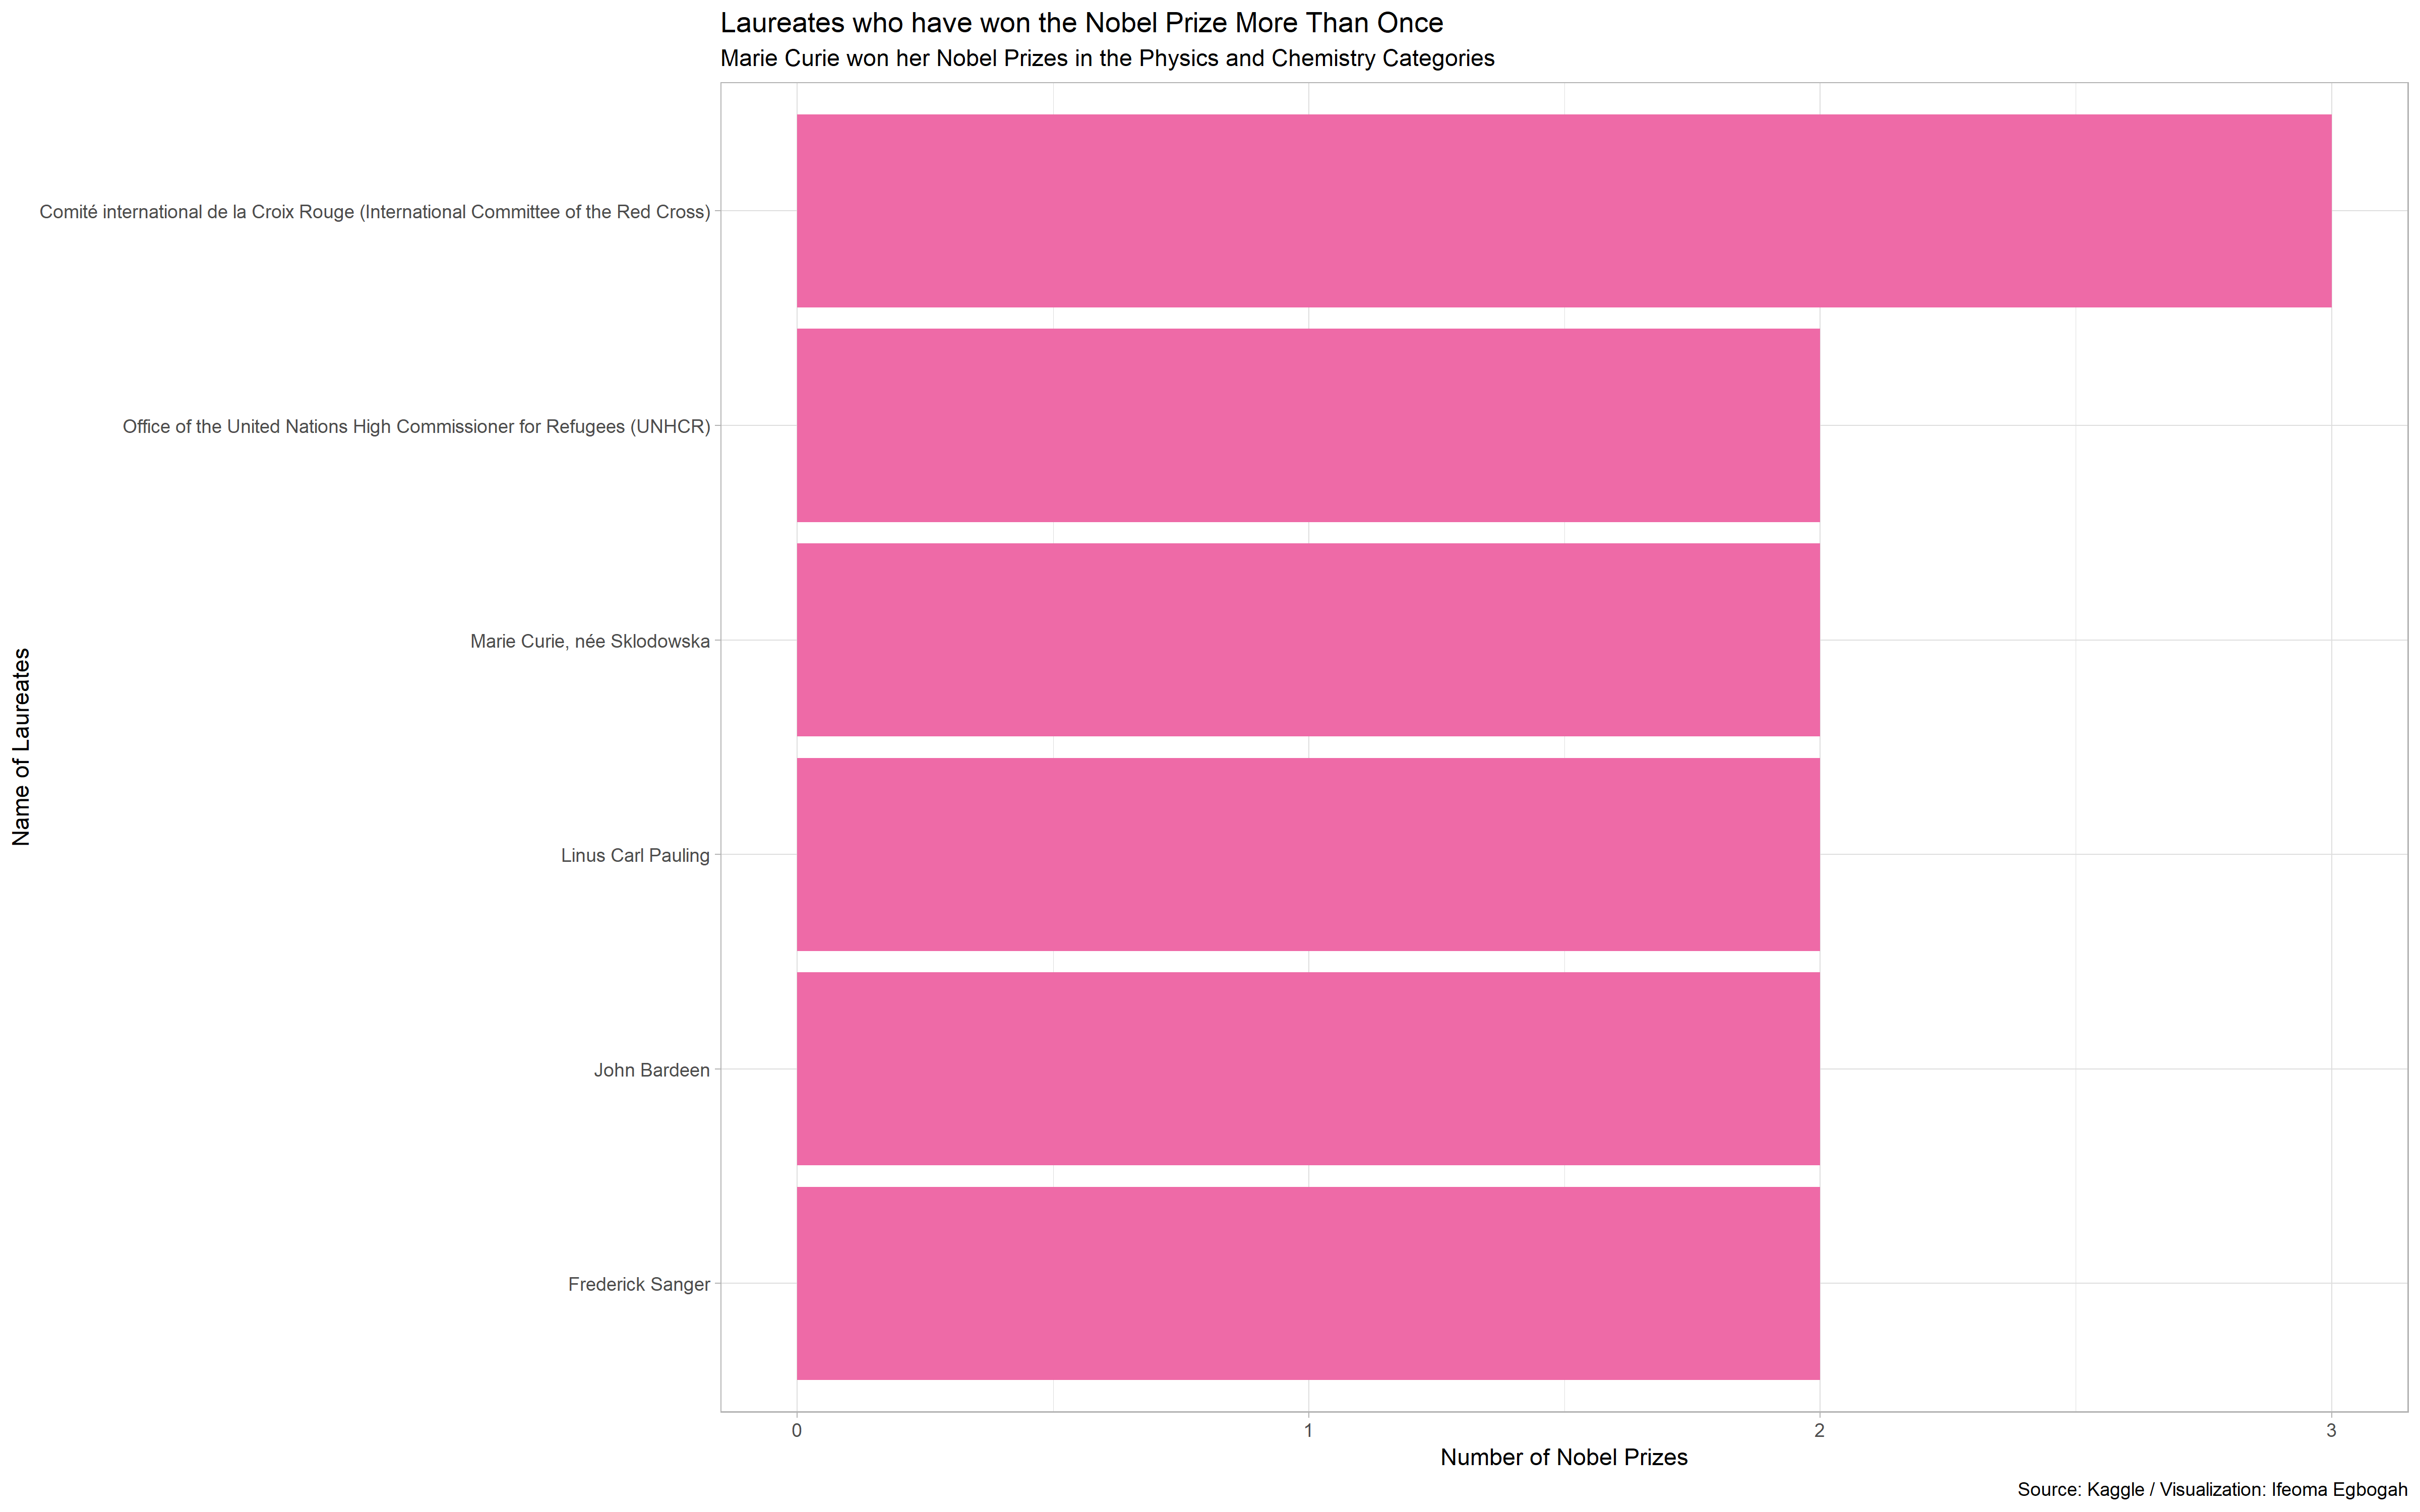 Laureates who have won the Nobel Prize More Than Once
Marie Curie won her Nobel Prizes in the Physics and Chemistry Categories
Name of Laureates
Comité international de la Croix Rouge (International Committee of the Red Cross)
Office of the United Nations High Commissioner for Refugees (UNHCR)
Marie Curie, née Sklodowska
Linus Carl Pauling
John Bardeen
Frederick Sanger
0 1 2 3
Number of Nobel Prizes
Source: Kaggle / Visualization: Ifeoma Egbogah